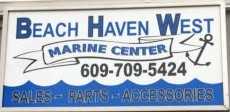 BEACH HAVEN WEST
MARINE CENTER
609-709-5424
SALES - PARTS - ACCESSORIES